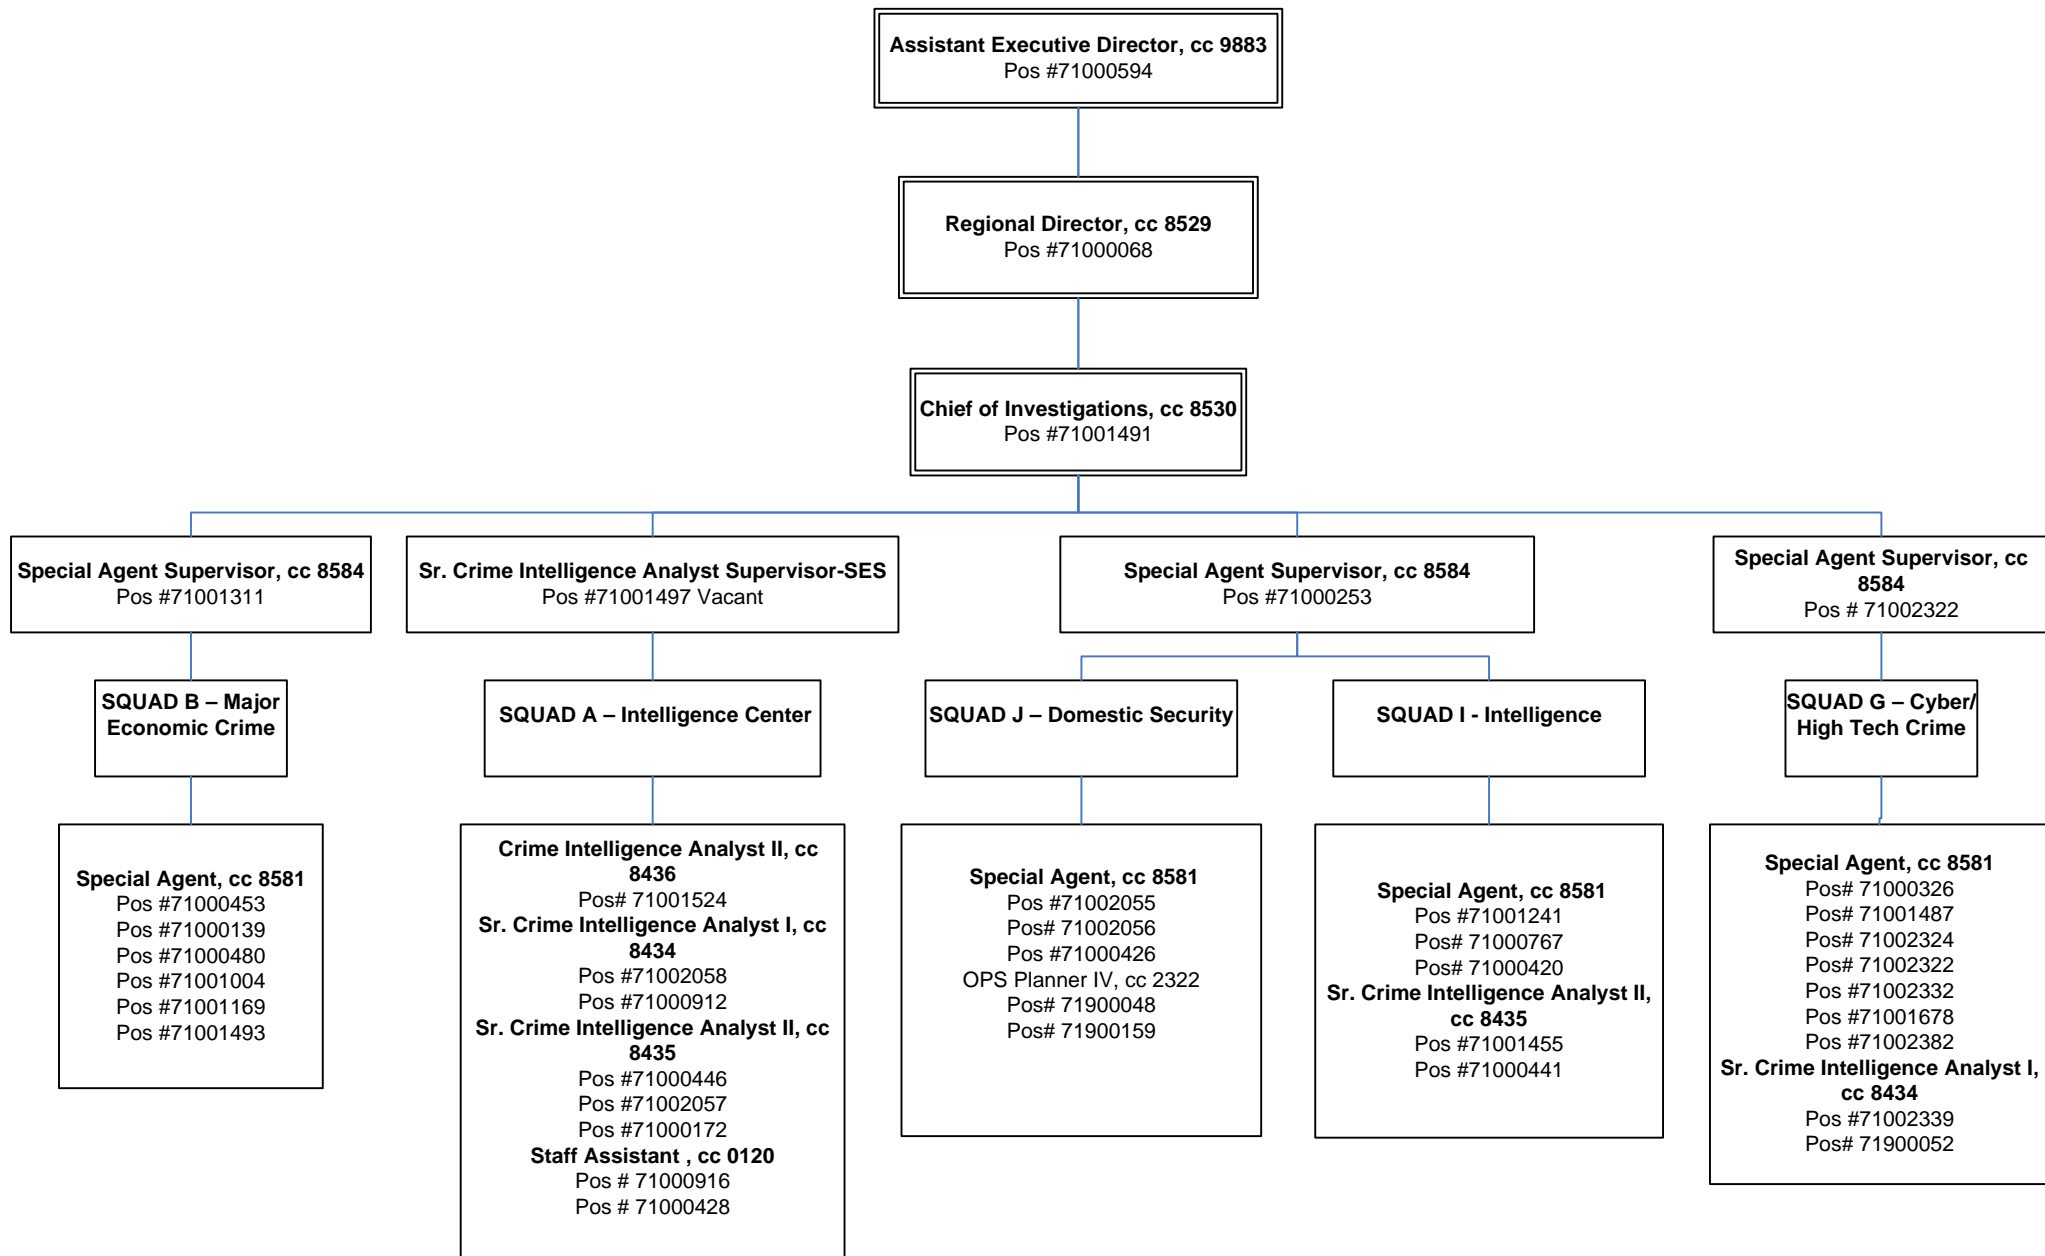 Assistant Executive Director, cc 9883
Pos #71000594
Regional Director, cc 8529
Pos #71000068
Chief of Investigations, cc 8530
Pos #71001491
Special Agent Supervisor, cc 8584
Pos #71001311
Sr. Crime Intelligence Analyst Supervisor-SES
Pos #71001497 Vacant
Special Agent Supervisor, cc 8584
Pos #71000253
Special Agent Supervisor, cc
8584
Pos # 71002322
SQUAD B – Major
Economic Crime
SQUAD A – Intelligence Center
SQUAD J – Domestic Security
SQUAD I - Intelligence
SQUAD G – Cyber/
High Tech Crime
Special Agent, cc 8581
Pos #71000453
Pos #71000139
Pos #71000480
Pos #71001004
Pos #71001169
Pos #71001493
Crime Intelligence Analyst II, cc
8436
Pos# 71001524
Sr. Crime Intelligence Analyst I, cc
8434
Pos #71002058
Pos #71000912
Sr. Crime Intelligence Analyst II, cc
8435
Pos #71000446
Pos #71002057
Pos #71000172
Staff Assistant , cc 0120
Pos # 71000916
Pos # 71000428
Special Agent, cc 8581
Pos #71002055
Pos# 71002056
Pos #71000426
OPS Planner IV, cc 2322
Pos# 71900048
Pos# 71900159
Special Agent, cc 8581
Pos #71001241
Pos# 71000767
Pos# 71000420
Sr. Crime Intelligence Analyst II,
cc 8435
Pos #71001455
Pos #71000441
Special Agent, cc 8581
Pos# 71000326
Pos# 71001487
Pos# 71002324
Pos# 71002322
Pos# 71002332
Pos# 71001678
Pos# 71002382
Sr. Crime Intelligence Analyst I,
cc 8434
Pos #71002339
Pos# 71900052